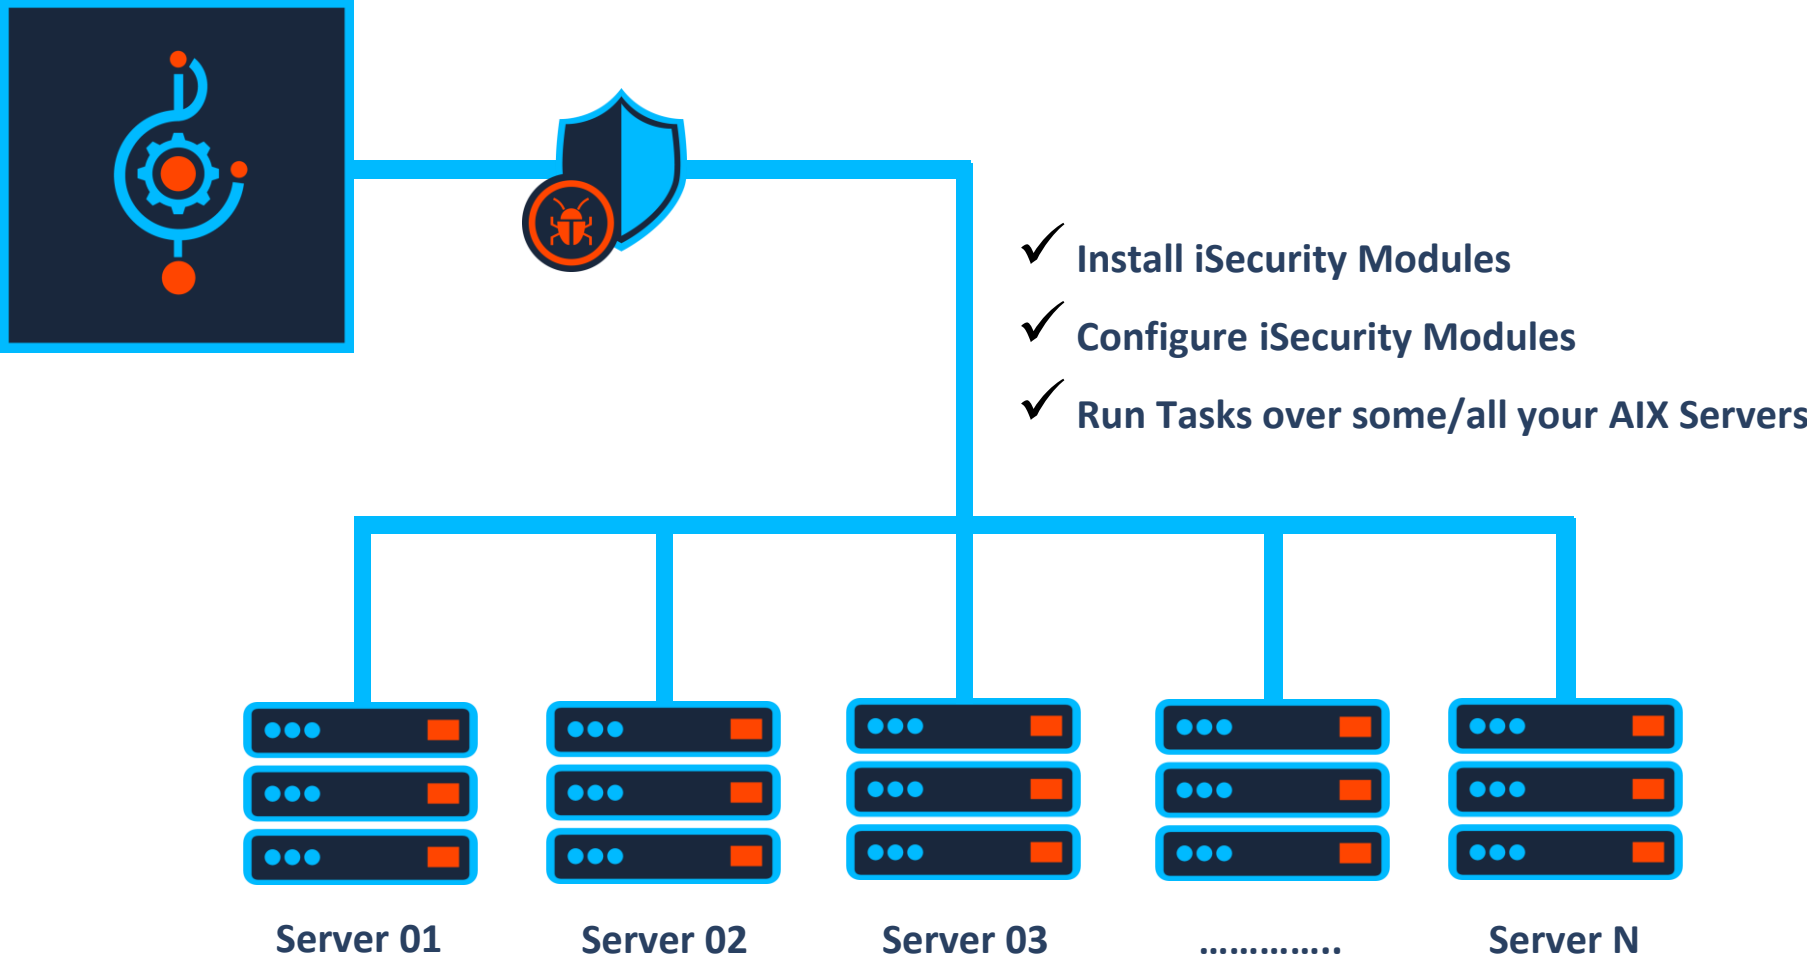 Install iSecurity Modules
Configure iSecurity Modules
Run Tasks over some/all your AIX Servers
Server 01
Server 02
Server 03
…………..
Server N